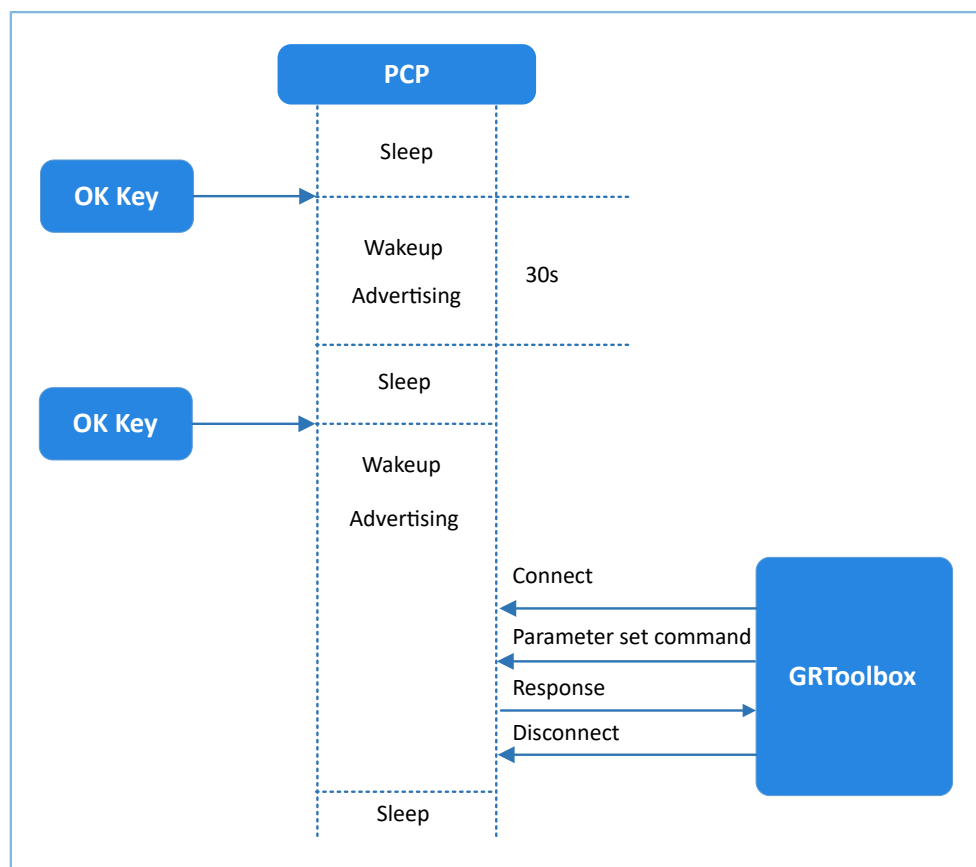 PCP
Sleep
OK Key
Wakeup
Advertising
30s
Sleep
OK Key
Wakeup
Advertising
Connect
Parameter set command
Response
Disconnect
GRToolbox
Sleep